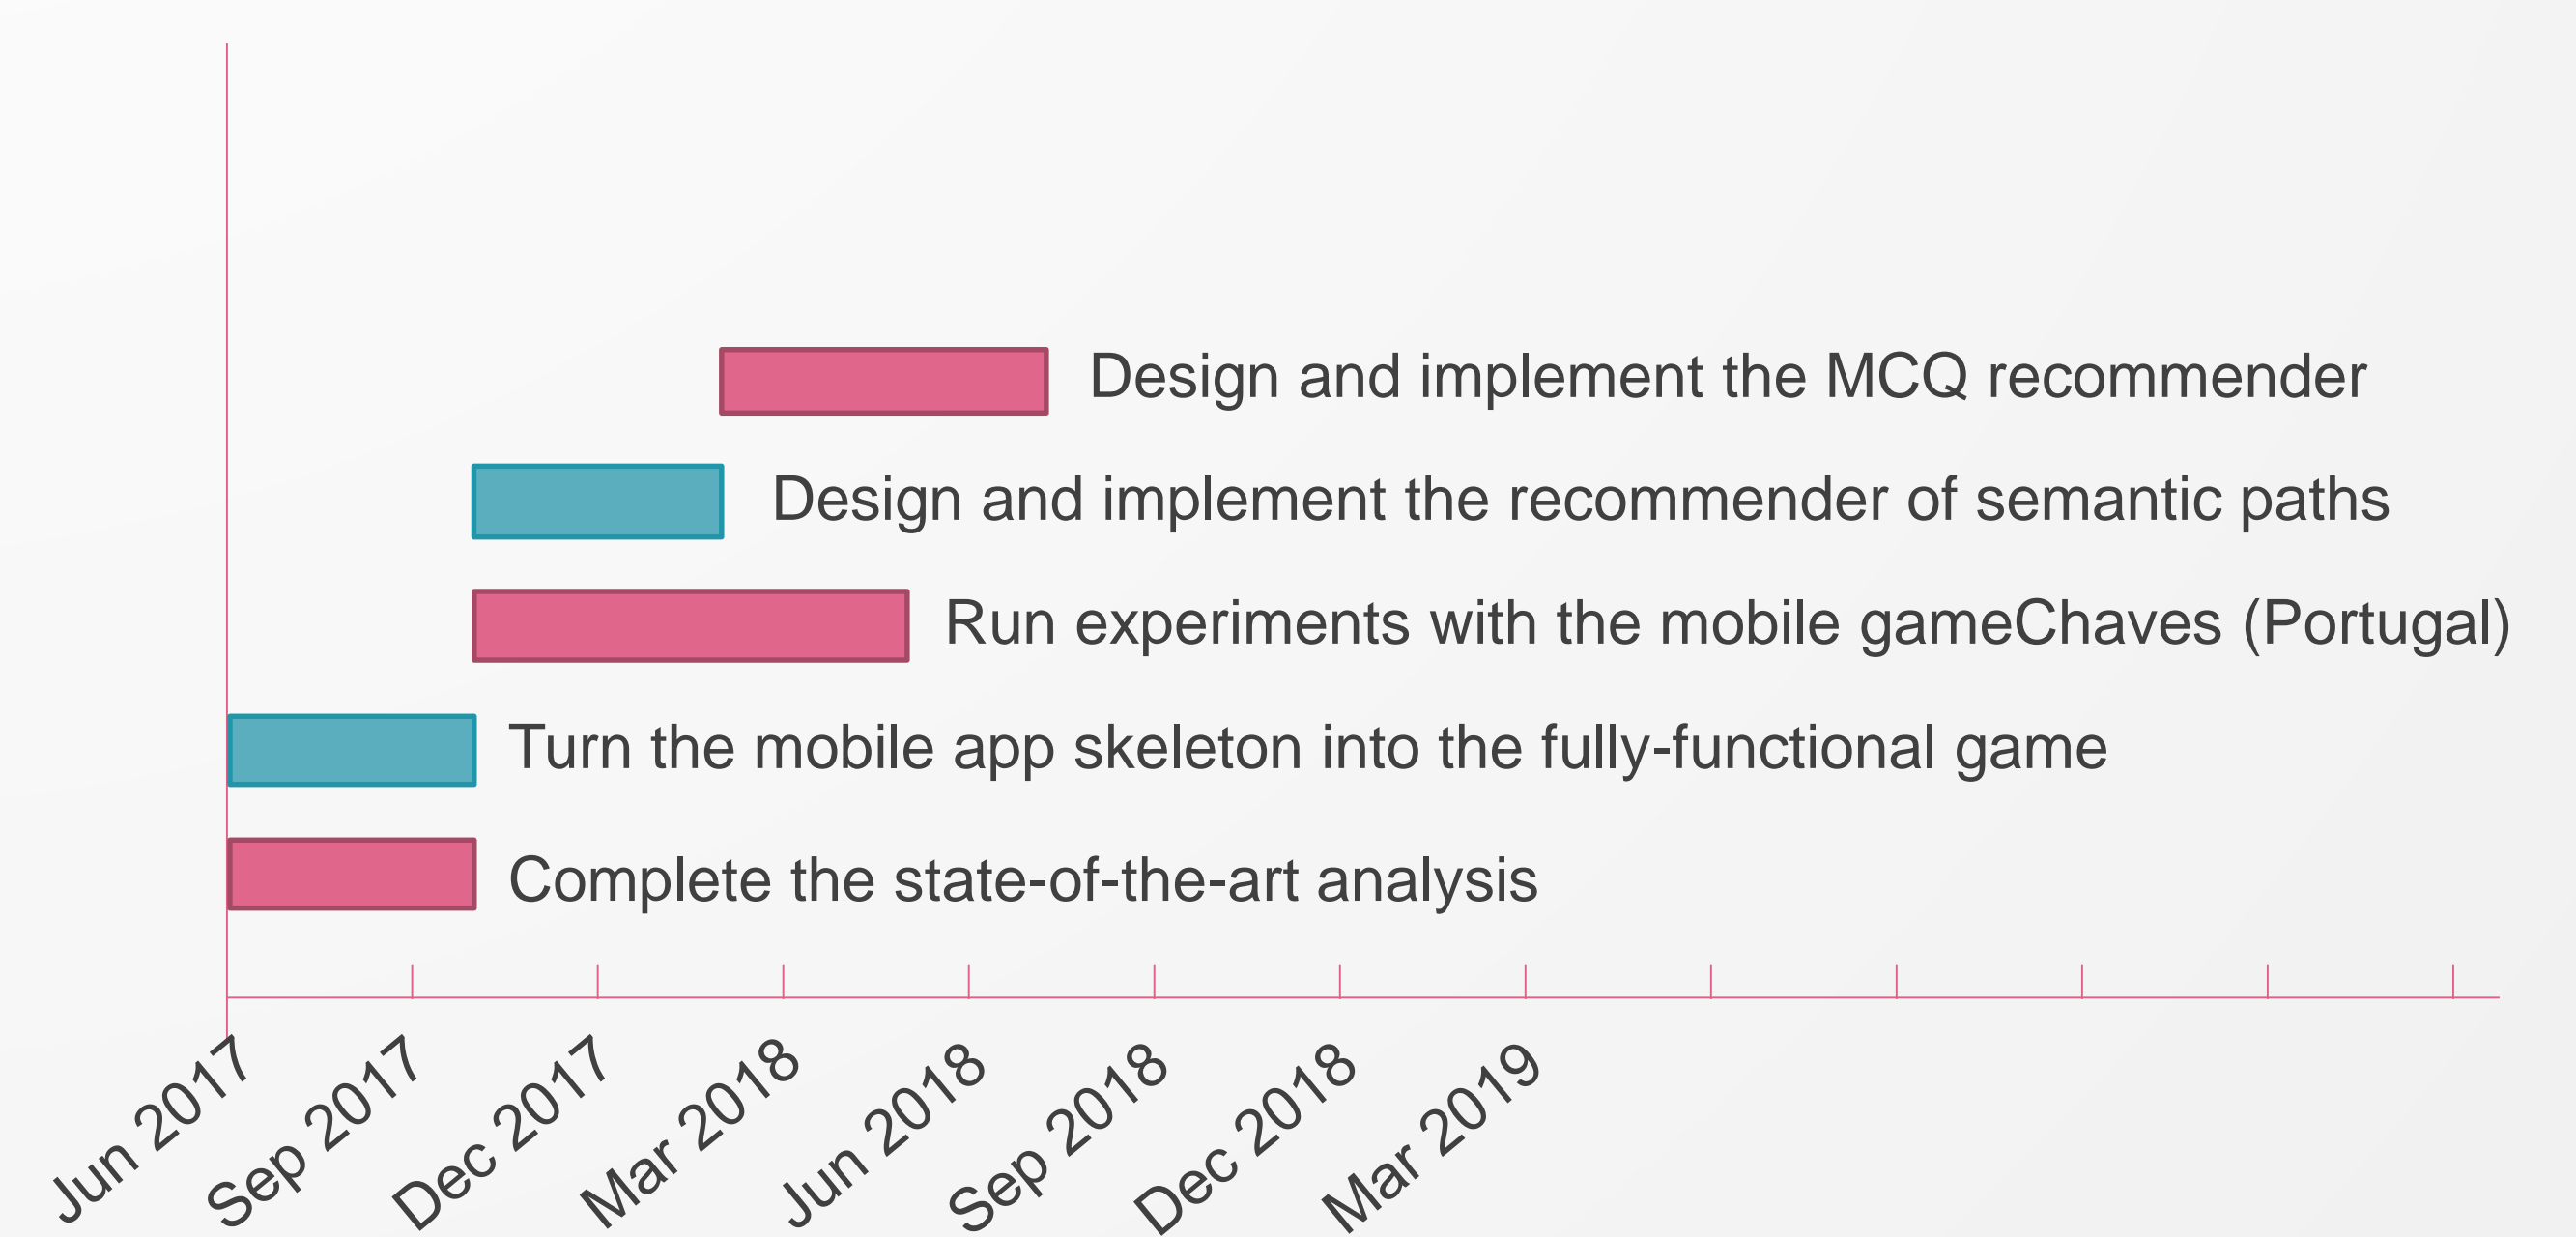 Design and implement the MCQ recommender
Design and implement the recommender of semantic paths
Run experiments with the mobile gameChaves (Portugal)
Turn the mobile app skeleton into the fully-functional game
Complete the state-of-the-art analysis
Jun 2017
Sep 2017
Dec 2017
Mar 2018
Jun 2018
Sep 2018
Dec 2018
Mar 2019